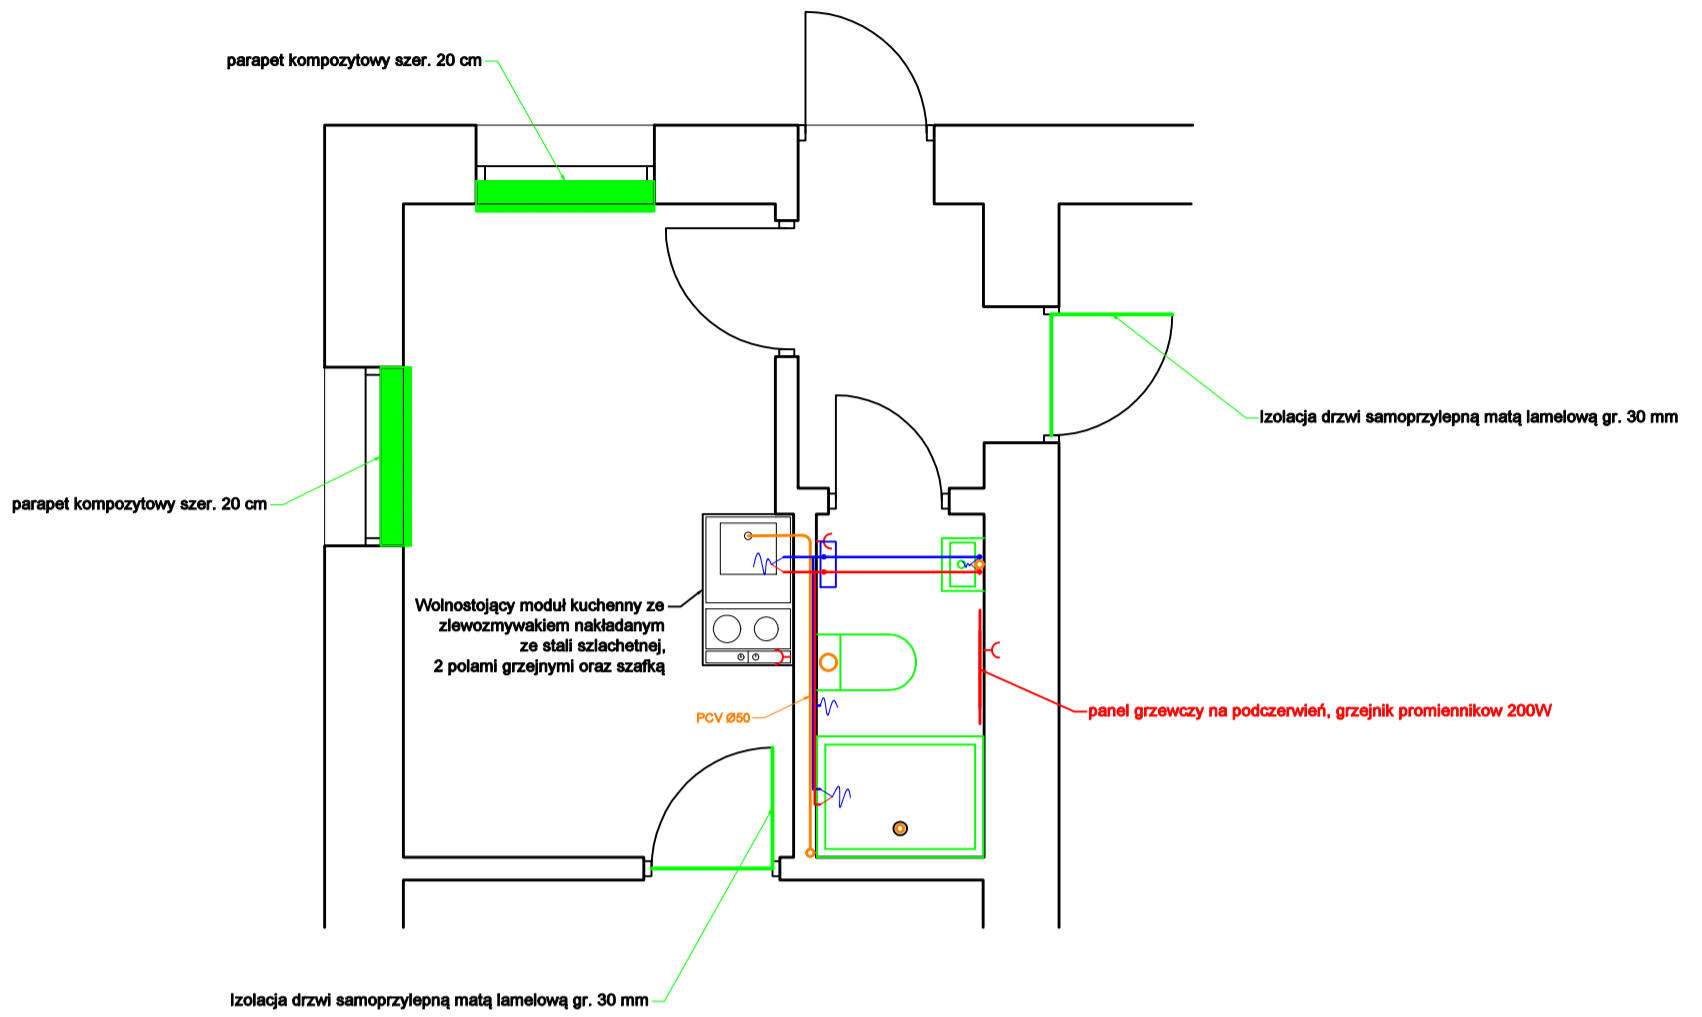 parapet kompozytowy szer. 20 cm
Izolacja drzwi samoprzylepną matą lamelową gr. 30 mm
parapet kompozytowy szer. 20 cm
Wolnostojący moduł kuchenny ze
zlewozmywakiem nakładanym
ze stali szlachetnej,
2 polami grzejnymi oraz szafką
PCV Ø50
panel grzewczy na podczerwień, grzejnik promiennikow 200W
Izolacja drzwi samoprzylepną matą lamelową gr. 30 mm